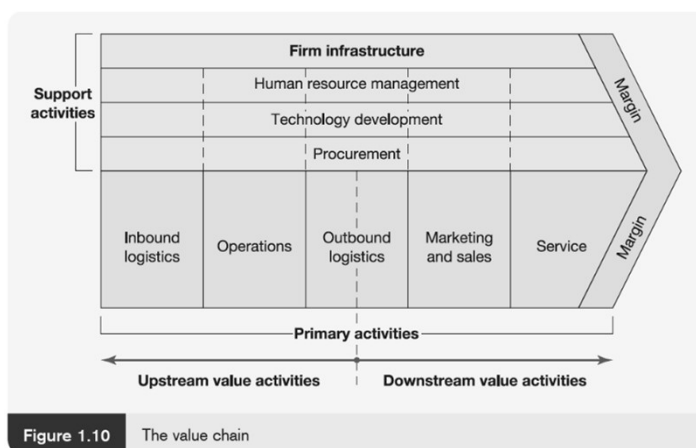 Firm infrastructure
Human resource management
Technology development
Procurement
Support
activities
Margin
Inbound
logistics
Operations
Outbound
logistics
Marketing
and sales
Service
Margin
Primary activities
Upstream value activities
Downstream value activities
Figure 1.10 The value chain